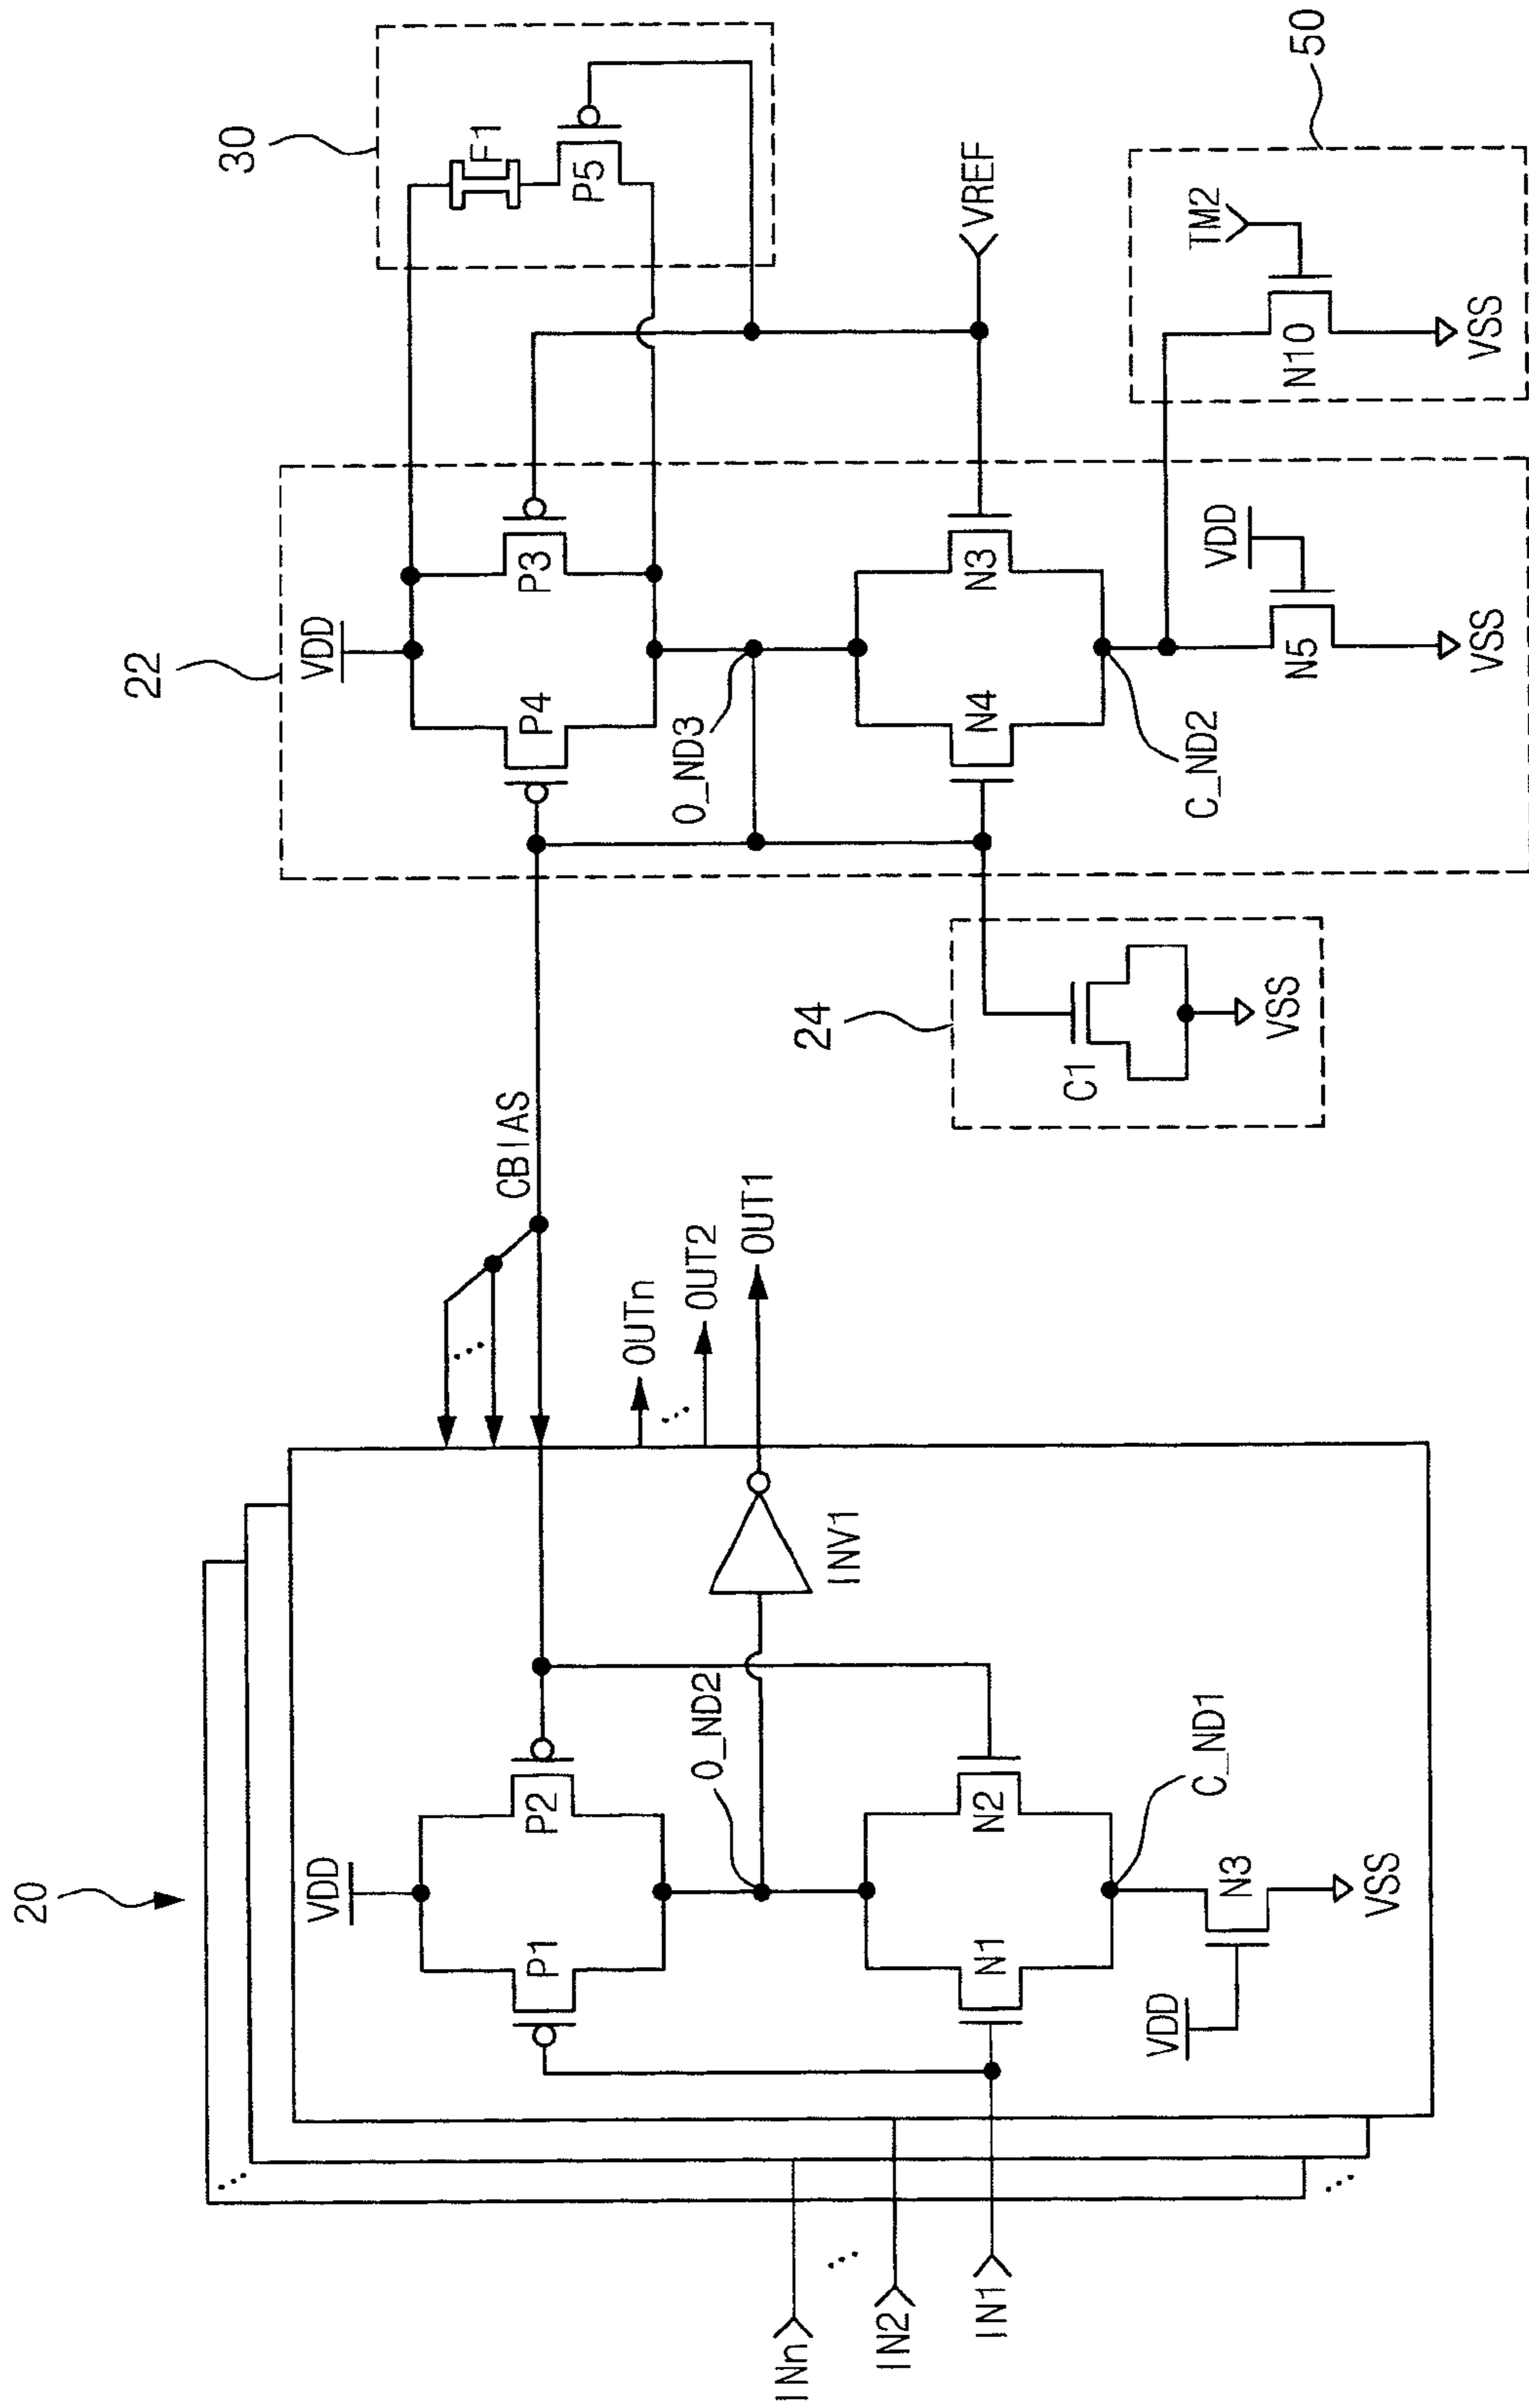 20
VDD
P1
P2
O_ND2
N1
N2
C_ND1
VDD
N3
VSS
INV1
INn
IN2
IN1
OUTn
OUT2
OUT1
CBIAS
22
VDD
P4
P3
O_ND3
N4
N3
C_ND2
VDD
N5
VSS
24
C1
VSS
30
F1
P5
VREF
50
TM2
N10
VSS